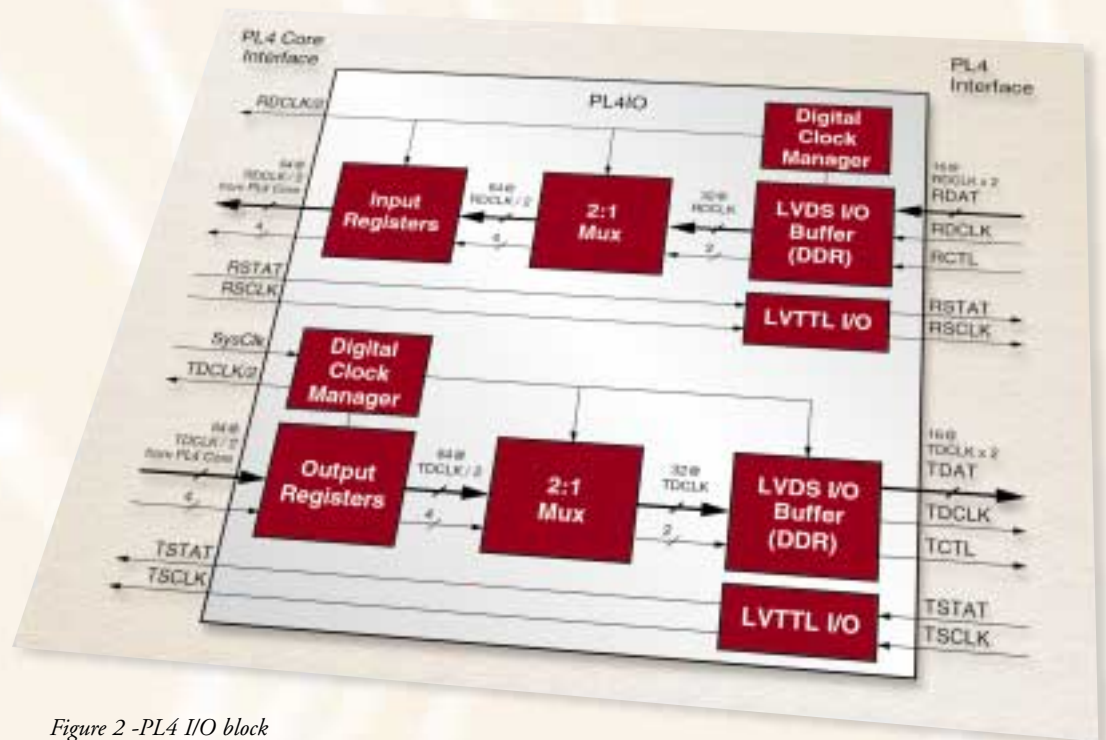 PL4 Core
Interface
PL4
Interface
PL4IO
RDCLK/2
Digital
Clock
Manager
64@
RDCLK / 2
from PL4 Core
Input
Registers
64@
RDCLK / 2
2:1
Mux
32@
RDCLK
LVDS I/O
Buffer
(DDR)
16@
RDCLK x 2
RDAT
RDCLK
RCTL
4
4
2
RSTAT
RSCLK
LVTTL I/O
RSTAT
RSCLK
SysClk
TDCLK/2
Digital
Clock
Manager
64@
TDCLK / 2
from PL4 Core
Output
Registers
64@
TDCLK / 2
2:1
Mux
32@
TDCLK
LVDS I/O
Buffer
(DDR)
16@
TDCLK x 2
TDAT
TDCLK
TCTL
4
4
2
TSTAT
TSCLK
LVTTL I/O
TSTAT
TSCLK
Figure 2 -PL4 I/O block